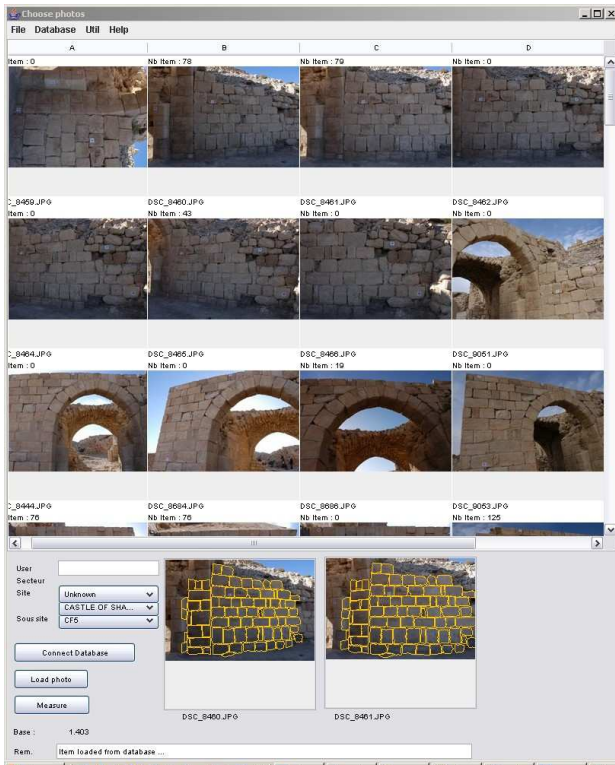 Choose photos
File Database Util Help
A B C D
Item : 0 Nb Item : 78 Nb Item : 79 Nb Item : 0
C_8459.JPG DSC_8460.JPG DSC_8461.JPG DSC_8462.JPG
Item : 0 Nb Item : 43 Nb Item : 0 Nb Item : 0
C_8464.JPG DSC_8465.JPG DSC_8466.JPG DSC_9051.JPG
Item : 0 Nb Item : 0 Nb Item : 19 Nb Item : 0
C_8444.JPG DSC_8684.JPG DSC_8686.JPG DSC_9053.JPG
Item : 76 Nb Item : 76 Nb Item : 0 Nb Item : 125
User
Secteur
Site Unknown
CASTLE OF SHA...
Sous site CF5
Connect Database
Load photo
Measure
DSC_8460.JPG DSC_8461.JPG
Base : 1.403
Rem. Item loaded from database ...